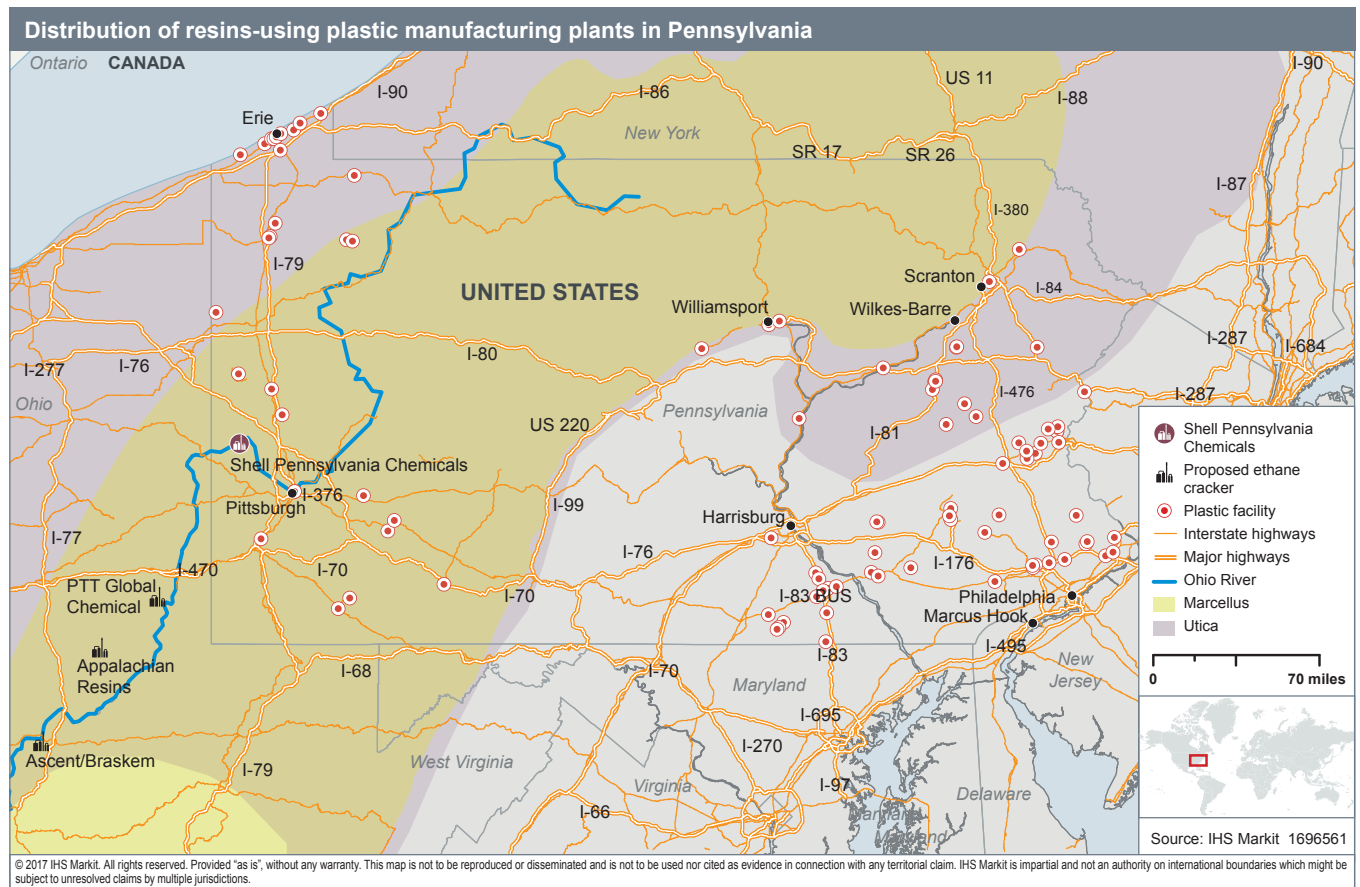 Distribution of resins-using plastic manufacturing plants in Pennsylvania
Ontario CANADA
I-90
I-86
US 11
I-88
I-90
Erie
New York
SR 17
SR 26
I-87
I-380
I-79
Scranton
I-84
UNITED STATES
Williamsport
Wilkes-Barre
I-80
I-287
I-684
I-277
I-76
I-476
I-287
Ohio
Pennsylvania
US 220
I-81
Shell Pennsylvania Chemicals
I-376
Pittsburgh
I-99
Harrisburg
I-77
I-76
I-470
I-70
I-176
PTT Global
Chemical
I-70
I-83 BUS
Philadelphia
Marcus Hook
Appalachian
Resins
I-68
I-70
I-83
I-495
New
Jersey
Maryland
I-695
I-270
Ascent/Braskem
I-79
West Virginia
Virginia
I-97
Delaware
I-66
Maryland
Shell Pennsylvania
Chemicals
Proposed ethane
cracker
Plastic facility
Interstate highways
Major highways
Ohio River
Marcellus
Utica
0 70 miles
Source: IHS Markit 1696561
© 2017 IHS Markit. All rights reserved. Provided “as is”, without any warranty. This map is not to be reproduced or disseminated and is not to be used nor cited as evidence in connection with any territorial claim. IHS Markit is impartial and not an authority on international boundaries which might be
subject to unresolved claims by multiple jurisdictions.